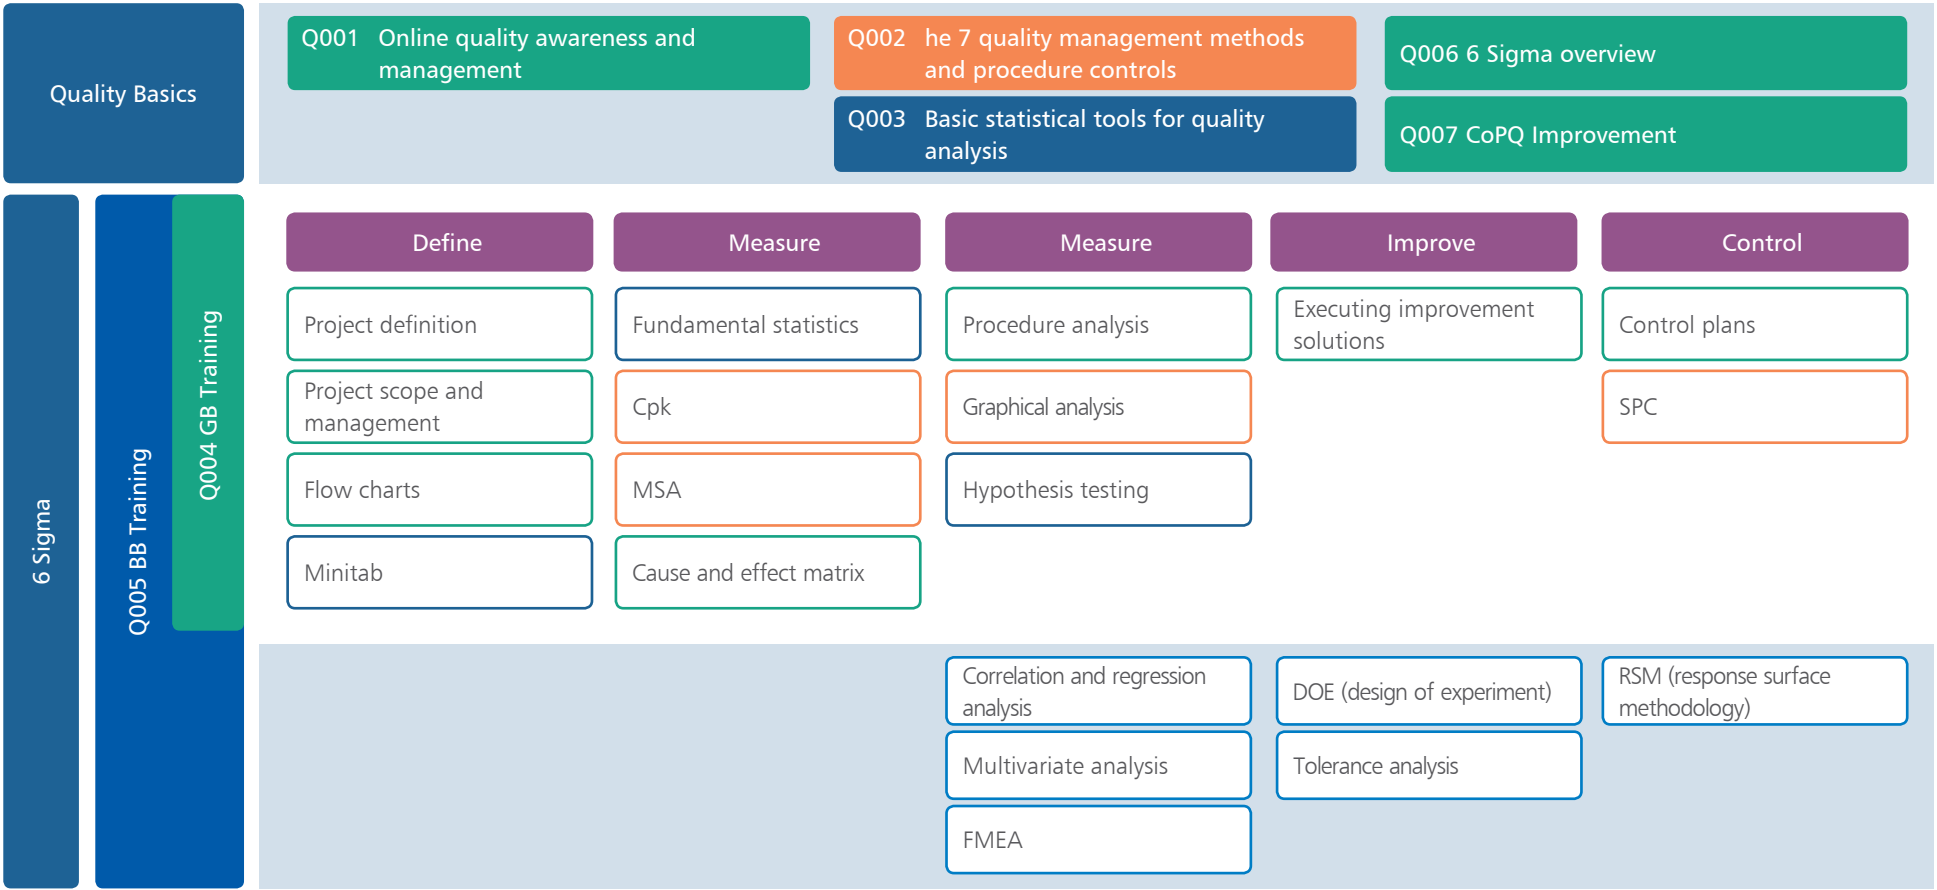 Quality Basics
Q001 Online quality awareness and
management
Q002 he 7 quality management methods
and procedure controls
Q003 Basic statistical tools for quality
analysis
Q006 6 Sigma overview
Q007 CoPQ Improvement
6 Sigma
Q005 BB Training
Q004 GB Training
Define
Project definition
Project scope and
management
Flow charts
Minitab
Measure
Fundamental statistics
Cpk
MSA
Cause and effect matrix
Measure
Procedure analysis
Graphical analysis
Hypothesis testing
Correlation and regression
analysis
Multivariate analysis
FMEA
Improve
Executing improvement
solutions
DOE (design of experiment)
Tolerance analysis
Control
Control plans
SPC
RSM (response surface
methodology)